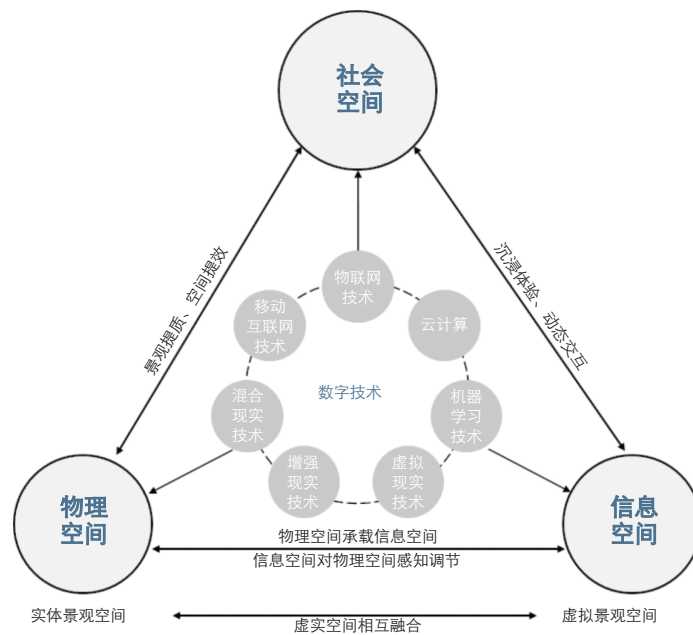 社会
空间
景观提质、空间提效
沉浸体验、动态交互
物联网
技术
移动
互联网
技术
云计算
数字技术
混合
现实
技术
机器
学习
技术
增强
现实
技术
虚拟
现实
技术
物理
空间
信息
空间
物理空间承载信息空间
信息空间对物理空间感知调节
实体景观空间
虚拟景观空间
虚实空间相互融合